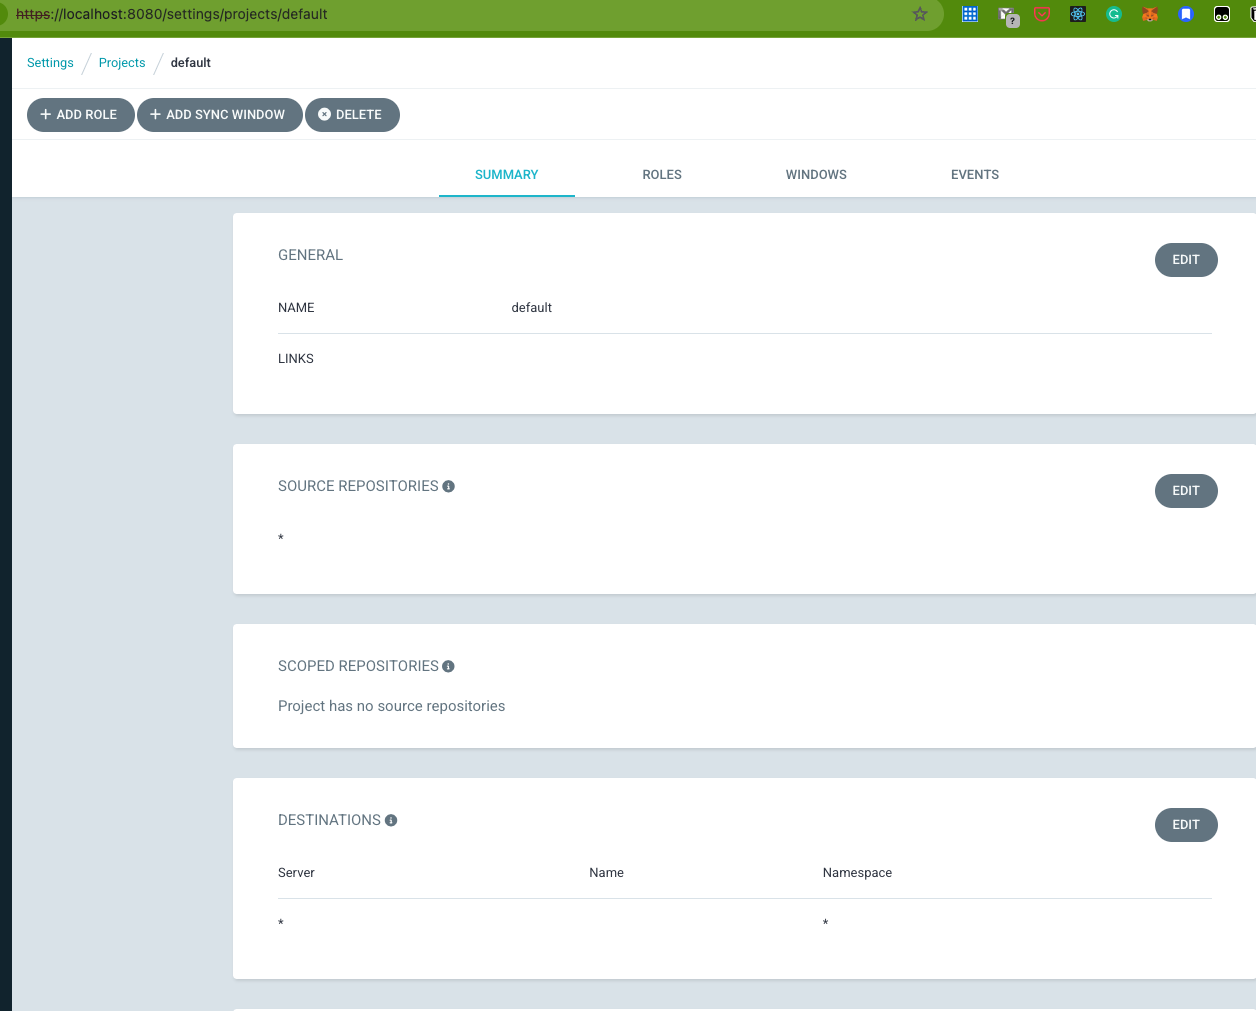 https://localhost:8080/settings/projects/default
?
Settings / Projects / default
+ ADD ROLE + ADD SYNC WINDOW DELETE
SUMMARY ROLES WINDOWS EVENTS
GENERAL EDIT
NAME default
LINKS
SOURCE REPOSITORIES EDIT
*
SCOPED REPOSITORIES
Project has no source repositories
DESTINATIONS EDIT
Server Name Namespace
* *